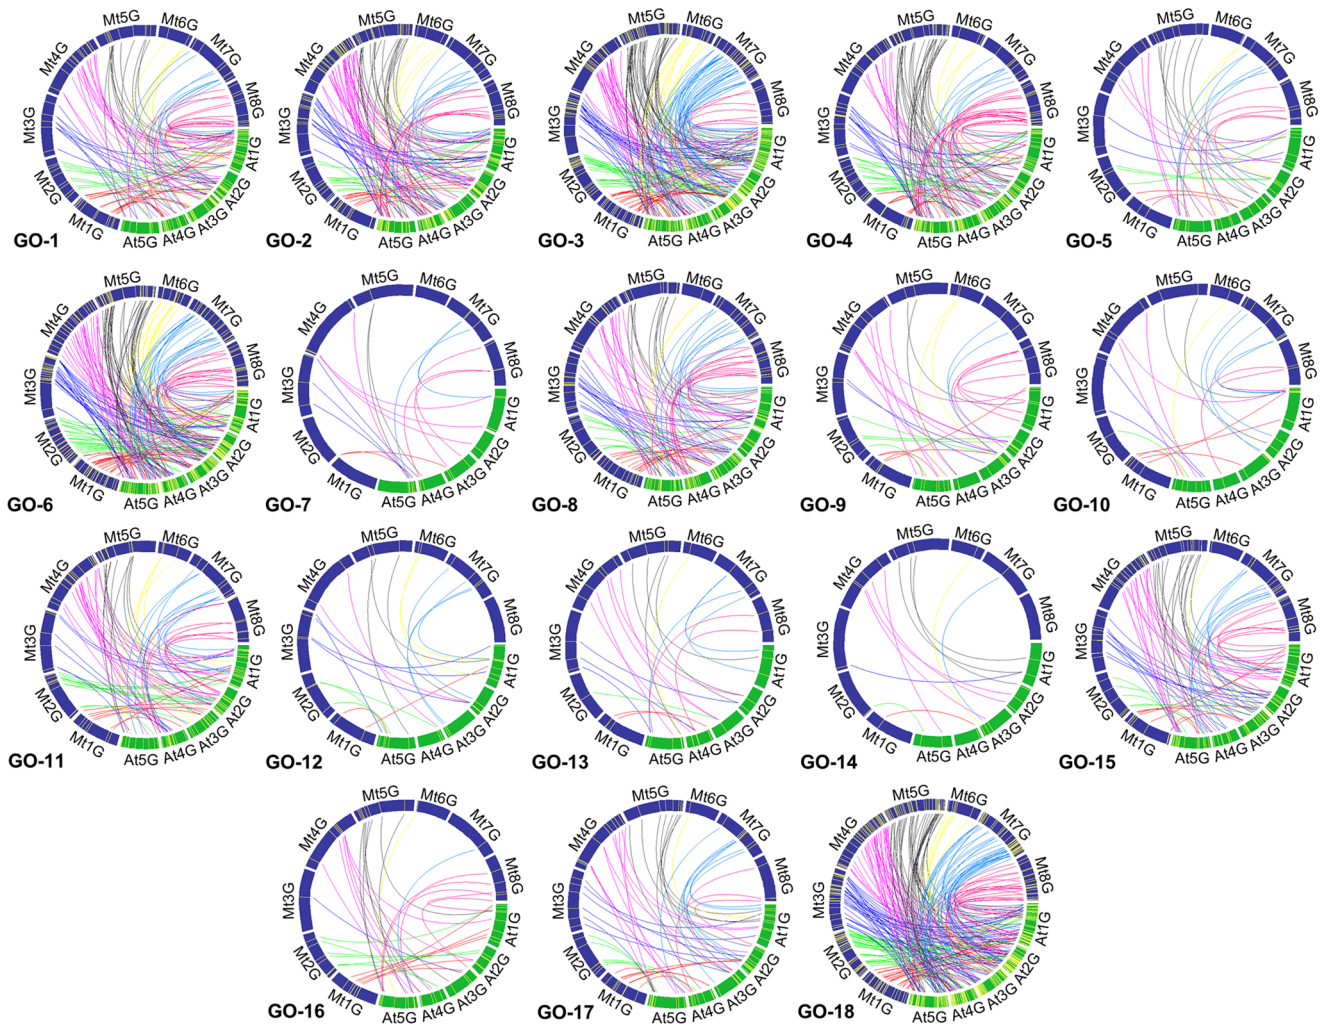 Mt5G Mt6G Mt7G Mt8G At1G At2G At3G At4G At5G Mt1G Mt2G Mt3G Mt4G GO-1
Mt5G Mt6G Mt7G Mt8G At1G At2G At3G At4G At5G Mt1G Mt2G Mt3G Mt4G GO-2
Mt5G Mt6G Mt7G Mt8G At1G At2G At3G At4G At5G Mt1G Mt2G Mt3G Mt4G GO-3
Mt5G Mt6G Mt7G Mt8G At1G At2G At3G At4G At5G Mt1G Mt2G Mt3G Mt4G GO-4
Mt5G Mt6G Mt7G Mt8G At1G At2G At3G At4G At5G Mt1G Mt2G Mt3G Mt4G GO-5
Mt5G Mt6G Mt7G Mt8G At1G At2G At3G At4G At5G Mt1G Mt2G Mt3G Mt4G GO-6
Mt5G Mt6G Mt7G Mt8G At1G At2G At3G At4G At5G Mt1G Mt2G Mt3G Mt4G GO-7
Mt5G Mt6G Mt7G Mt8G At1G At2G At3G At4G At5G Mt1G Mt2G Mt3G Mt4G GO-8
Mt5G Mt6G Mt7G Mt8G At1G At2G At3G At4G At5G Mt1G Mt2G Mt3G Mt4G GO-9
Mt5G Mt6G Mt7G Mt8G At1G At2G At3G At4G At5G Mt1G Mt2G Mt3G Mt4G GO-10
Mt5G Mt6G Mt7G Mt8G At1G At2G At3G At4G At5G Mt1G Mt2G Mt3G Mt4G GO-11
Mt5G Mt6G Mt7G Mt8G At1G At2G At3G At4G At5G Mt1G Mt2G Mt3G Mt4G GO-12
Mt5G Mt6G Mt7G Mt8G At1G At2G At3G At4G At5G Mt1G Mt2G Mt3G Mt4G GO-13
Mt5G Mt6G Mt7G Mt8G At1G At2G At3G At4G At5G Mt1G Mt2G Mt3G Mt4G GO-14
Mt5G Mt6G Mt7G Mt8G At1G At2G At3G At4G At5G Mt1G Mt2G Mt3G Mt4G GO-15
Mt5G Mt6G Mt7G Mt8G At1G At2G At3G At4G At5G Mt1G Mt2G Mt3G Mt4G GO-16
Mt5G Mt6G Mt7G Mt8G At1G At2G At3G At4G At5G Mt1G Mt2G Mt3G Mt4G GO-17
Mt5G Mt6G Mt7G Mt8G At1G At2G At3G At4G At5G Mt1G Mt2G Mt3G Mt4G GO-18